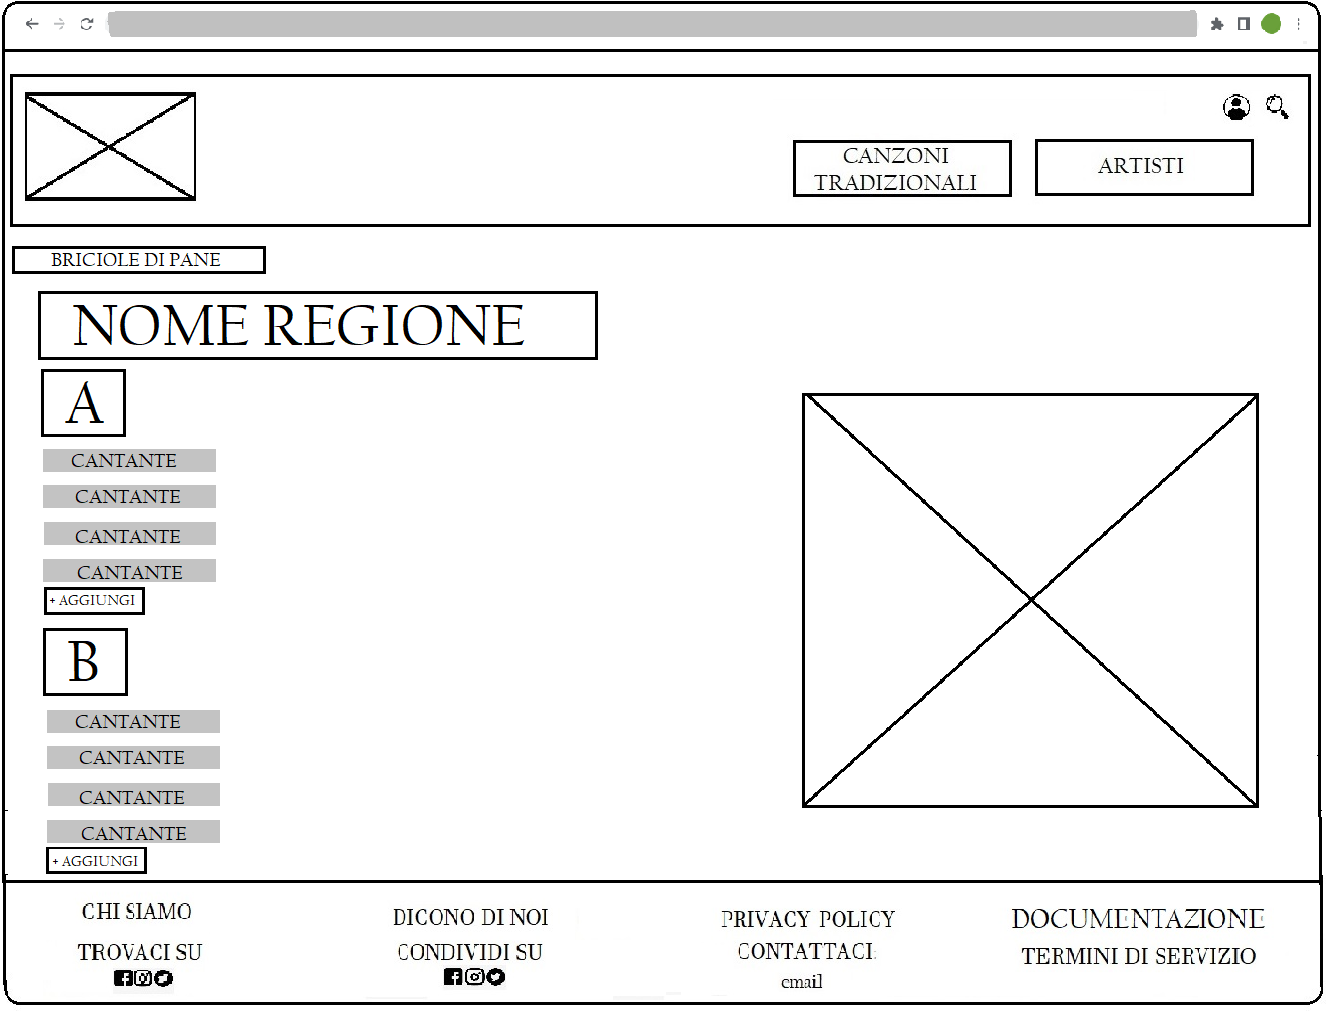 CANZONI
TRADIZIONALI
ARTISTI
BRICIOLE DI PANE
NOME REGIONE
A
CANTANTE
CANTANTE
CANTANTE
CANTANTE
+ AGGIUNGI
B
CANTANTE
CANTANTE
CANTANTE
CANTANTE
+ AGGIUNGI
CHI SIAMO
TROVACI SU
DICONO DI NOI
CONDIVIDI SU
PRIVACY POLICY
CONTATTACI:
email
DOCUMENTAZIONE
TERMINI DI SERVIZIO